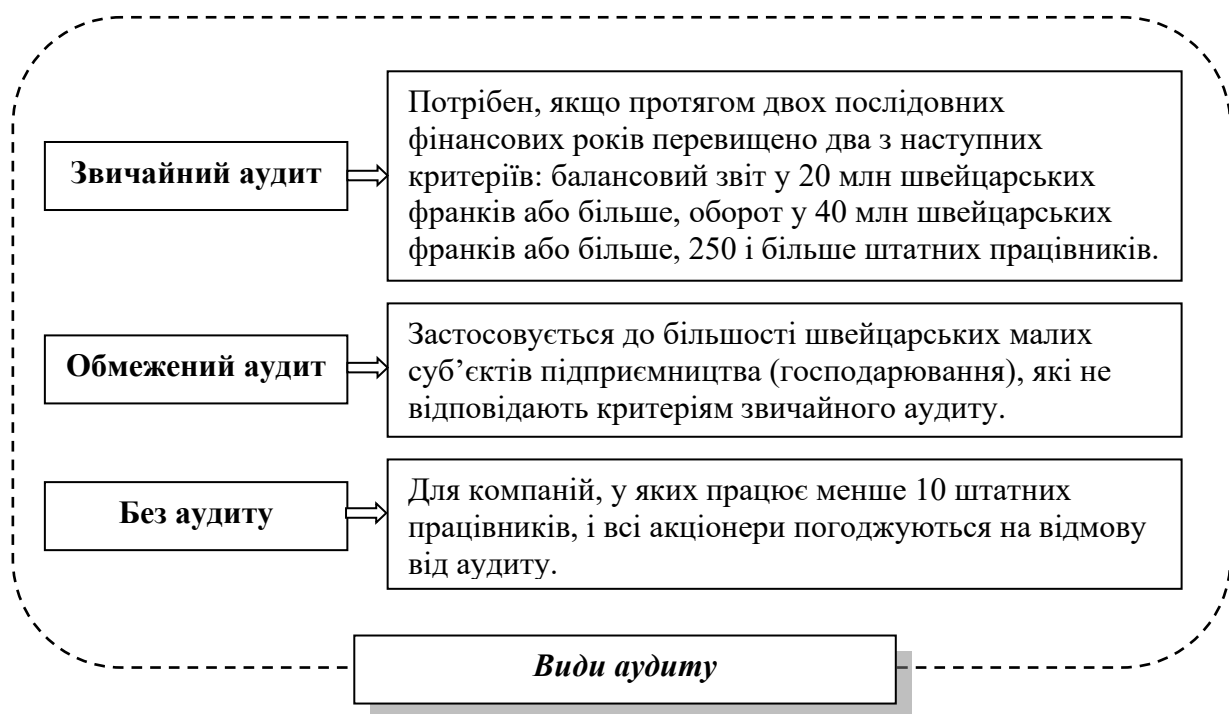 Звичайний аудит
Потрібен, якщо протягом двох послідовних
фінансових років перевищено два з наступних
критеріїв: балансовий звіт у 20 млн швейцарських
франків або більше, оборот у 40 млн швейцарських
франків або більше, 250 і більше штатних працівників.
Обмежений аудит
Застосовується до більшості швейцарських малих
суб’єктів підприємництва (господарювання), які не
відповідають критеріям звичайного аудиту.
Без аудиту
Для компаній, у яких працює менше 10 штатних
працівників, і всі акціонери погоджуються на відмову
від аудиту.
Види аудиту